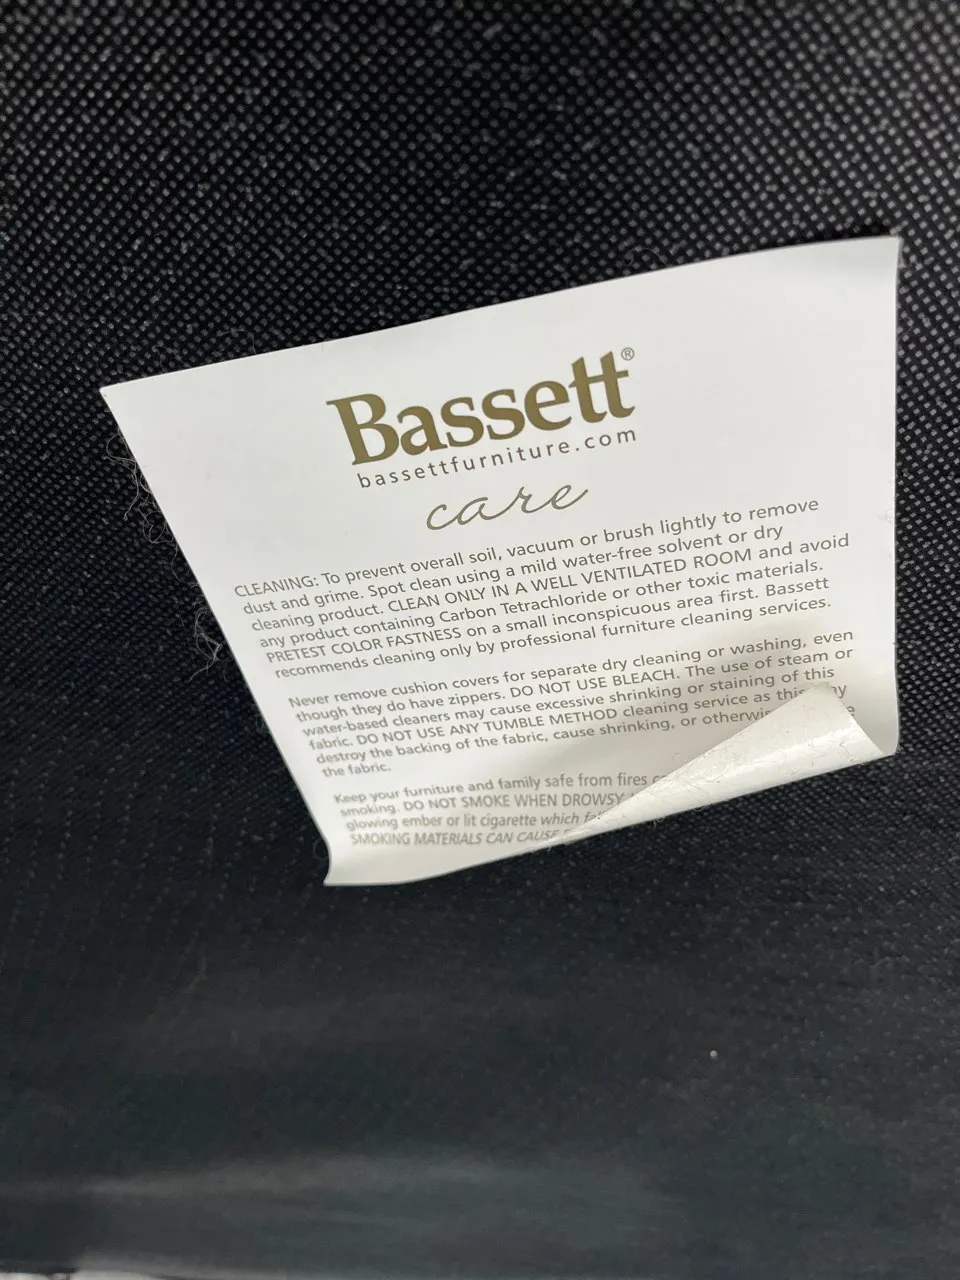 Bassett®
bassettfurniture.com
care
CLEANING: To prevent overall soil, vacuum or brush lightly to remove
dust and grime. Spot clean using a mild water-free solvent or dry
cleaning product. CLEAN ONLY IN A WELL VENTILATED ROOM and avoid
any product containing Carbon Tetrachloride or other toxic materials.
PRETEST COLOR FASTNESS on a small inconspicuous area first. Bassett
recommends cleaning only by professional furniture cleaning services.
Never remove cushion covers for separate dry cleaning or washing, even
though they do have zippers. DO NOT USE BLEACH. The use of steam or
water-based cleaners may cause excessive shrinking or staining of this
fabric. DO NOT USE ANY TUMBLE METHOD cleaning service as this
destroy the backing of the fabric, cause shrinking, or
the fabric.
Keep your furniture and family safe from fires
smoking. DO NOT SMOKE WHEN DROWSY
glowing ember or lit cigarette which
SMOKING MATERIALS CAN CAUSE